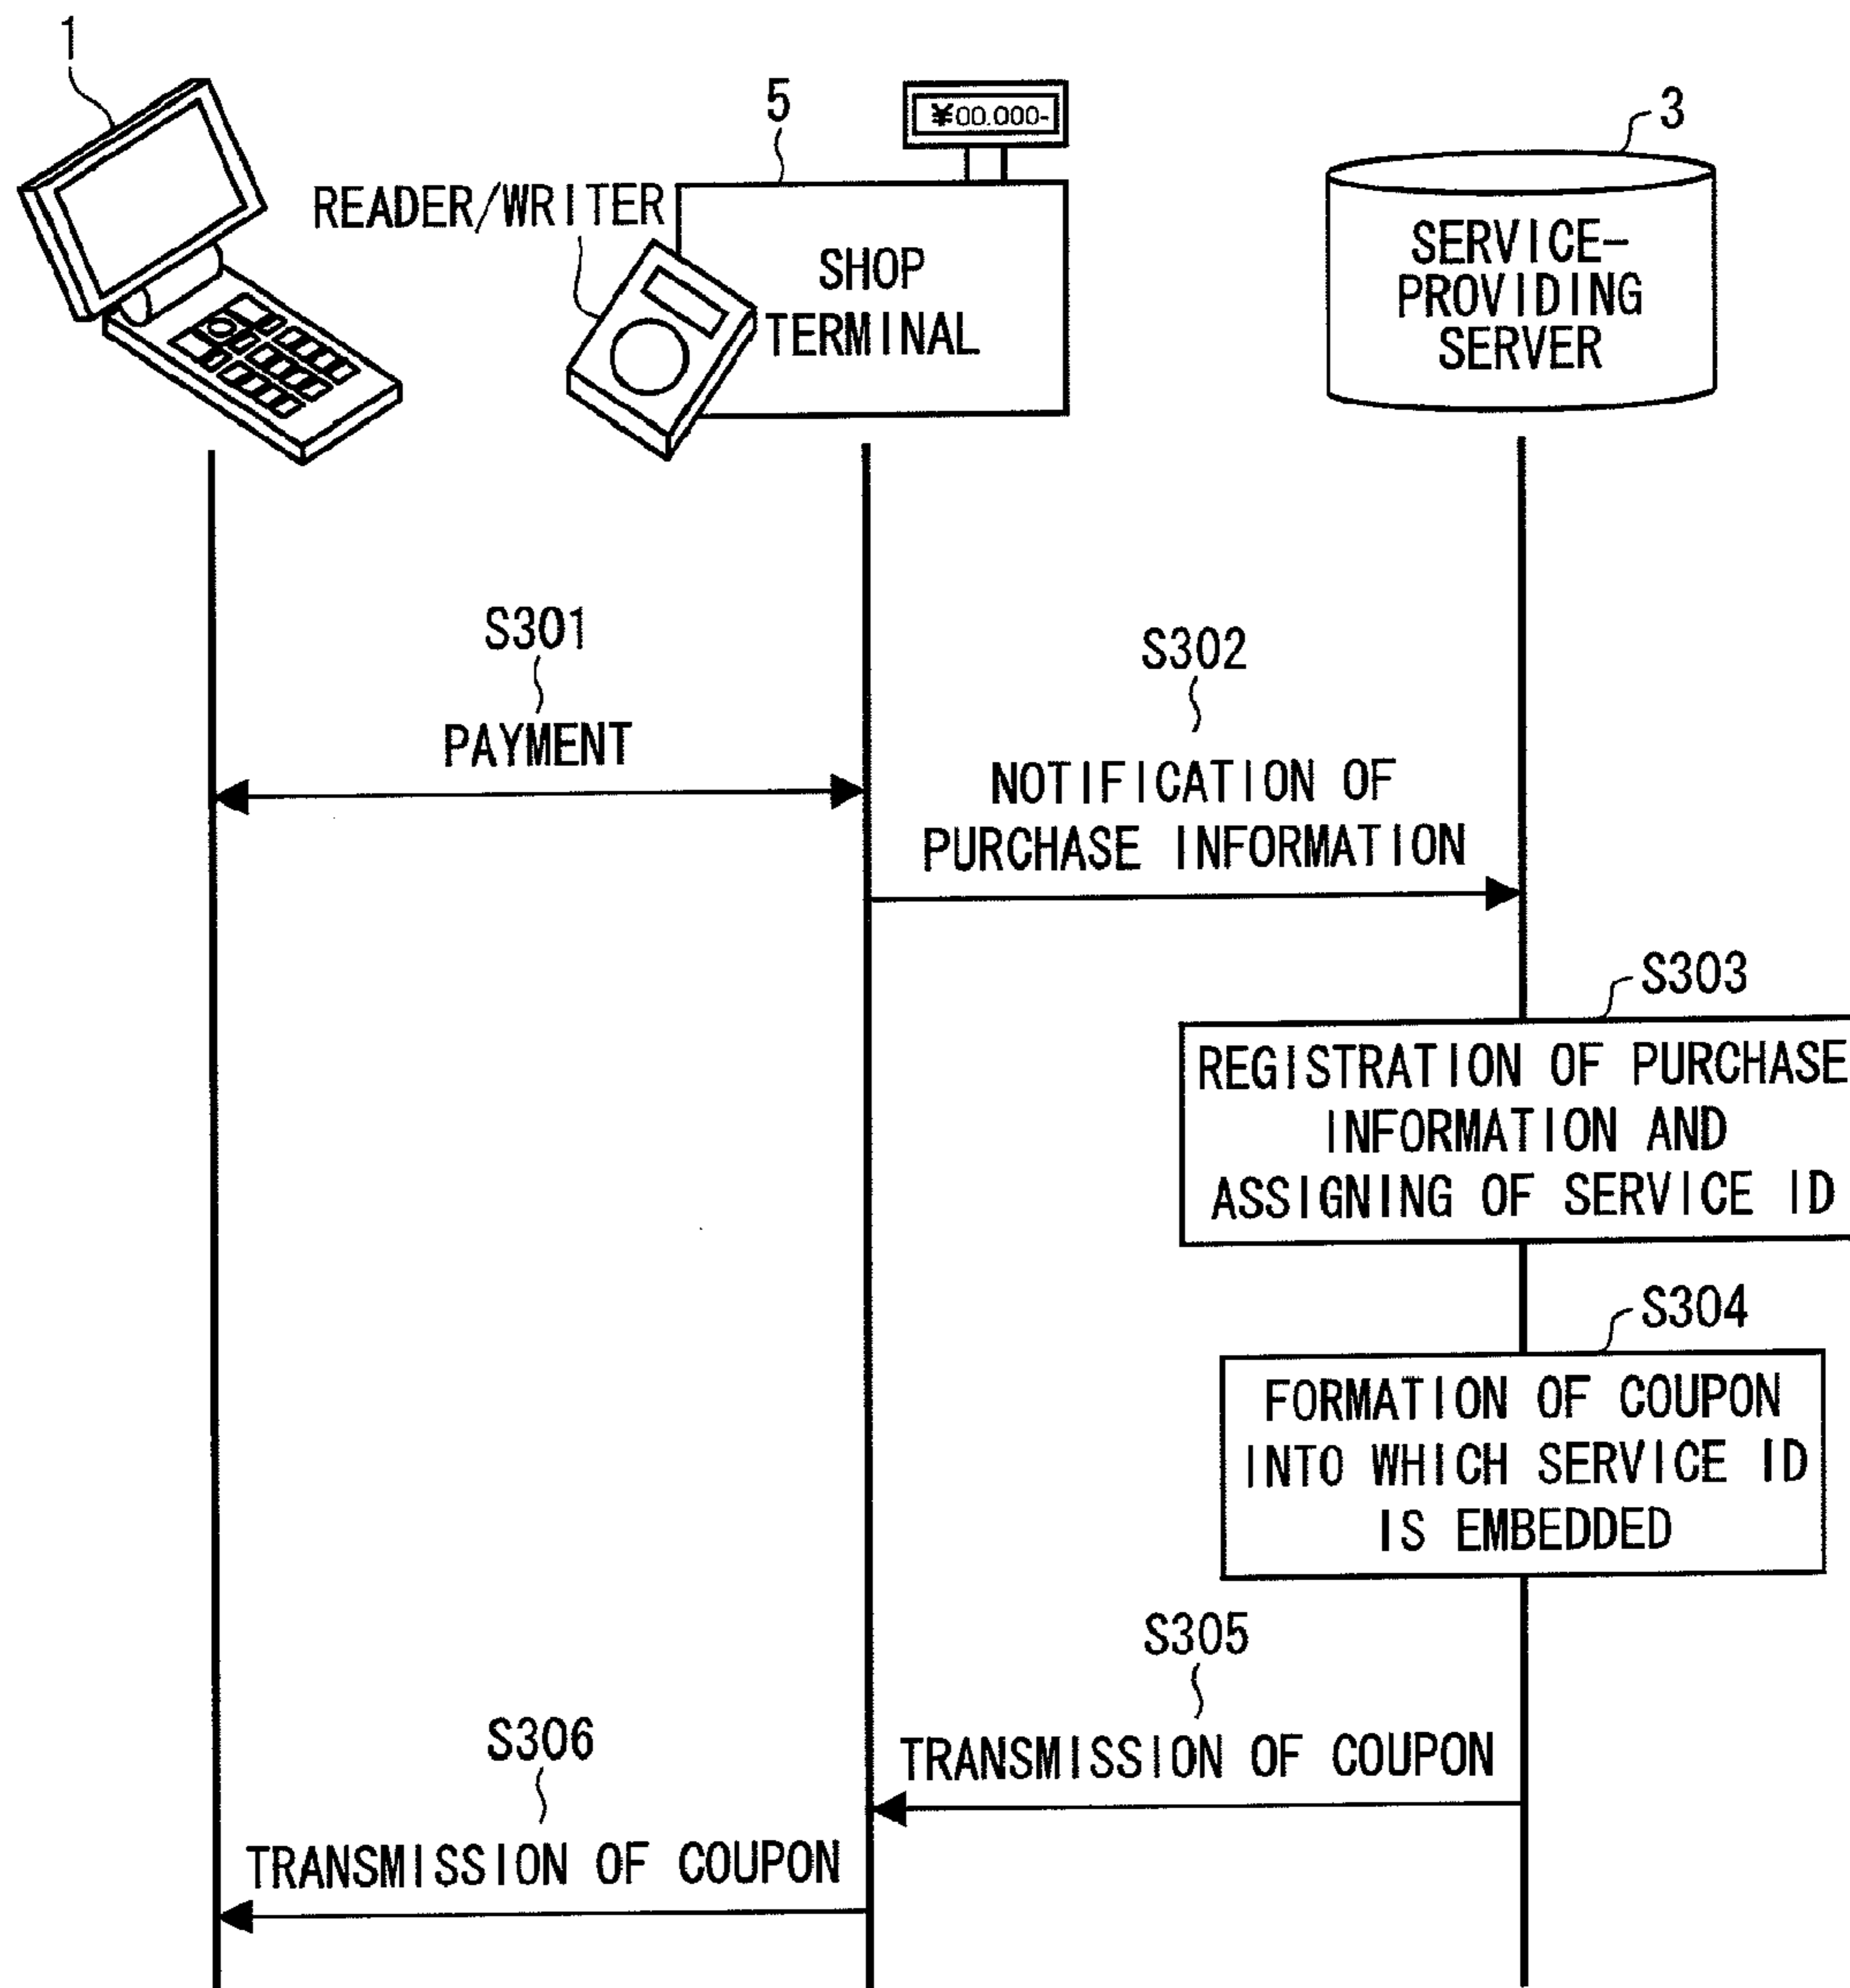 1
5
¥00.000-
3
READER/WRITER
SHOP
TERMINAL
SERVICE-
PROVIDING
SERVER
S301
PAYMENT
S302
NOTIFICATION OF
PURCHASE INFORMATION
S303
REGISTRATION OF PURCHASE
INFORMATION AND
ASSIGNING OF SERVICE ID
S304
FORMATION OF COUPON
INTO WHICH SERVICE ID
IS EMBEDDED
S305
TRANSMISSION OF COUPON
S306
TRANSMISSION OF COUPON